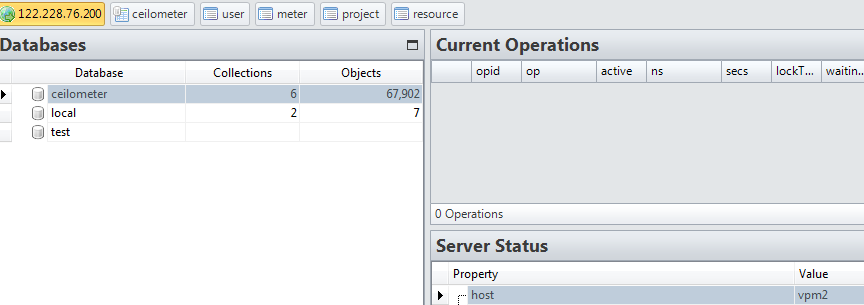 122.228.76.200 ceilometer user meter project resource
Databases
Database Collections Objects
ceilometer 6 67,902
local 2 7
test
Current Operations
opid op active ns secs lockT... waitin...
0 Operations
Server Status
Property Value
host vpm2